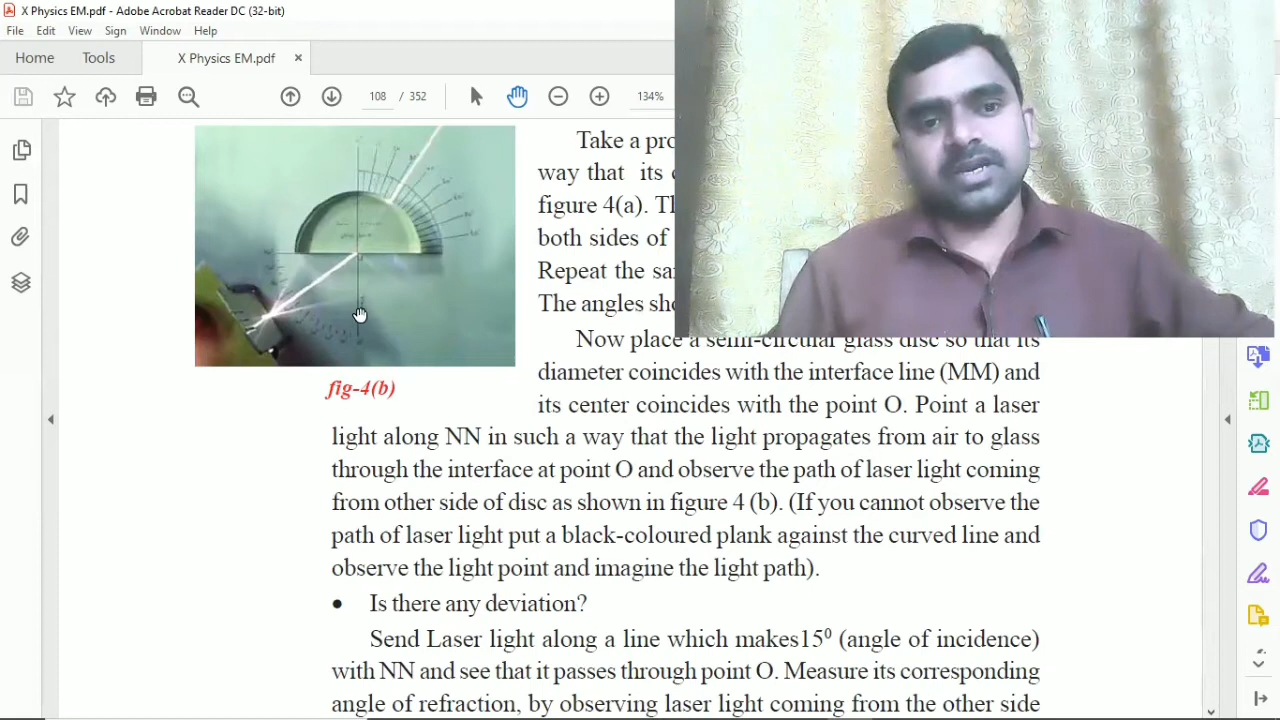 X Physics EM.pdf - Adobe Acrobat Reader DC (32-bit)
File Edit View Sign Window Help
Home Tools X Physics EM.pdf ×
108 / 352 134%
Take a pro
way that its
figure 4(a). Th
both sides of
Repeat the sa
The angles sho
Now place a semi-circular glass disc so that its
diameter coincides with the interface line (MM) and
fig-4(b)
its center coincides with the point O. Point a laser
light along NN in such a way that the light propagates from air to glass
through the interface at point O and observe the path of laser light coming
from other side of disc as shown in figure 4 (b). (If you cannot observe the
path of laser light put a black-coloured plank against the curved line and
observe the light point and imagine the light path).
• Is there any deviation?
Send Laser light along a line which makes15⁰ (angle of incidence)
with NN and see that it passes through point O. Measure its corresponding
angle of refraction, by observing laser light coming from the other side